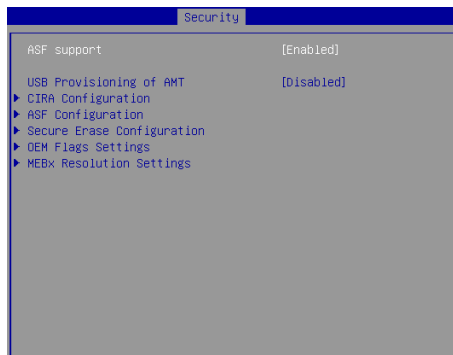 Security
ASF support [Enabled]
USB Provisioning of AMT [Disabled]
CIRA Configuration
ASF Configuration
Secure Erase Configuration
OEM Flags Settings
MEBx Resolution Settings